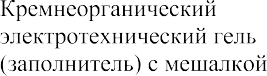 Кремнеорганический
электротехнический гель
(заполнитель) с мешалкой